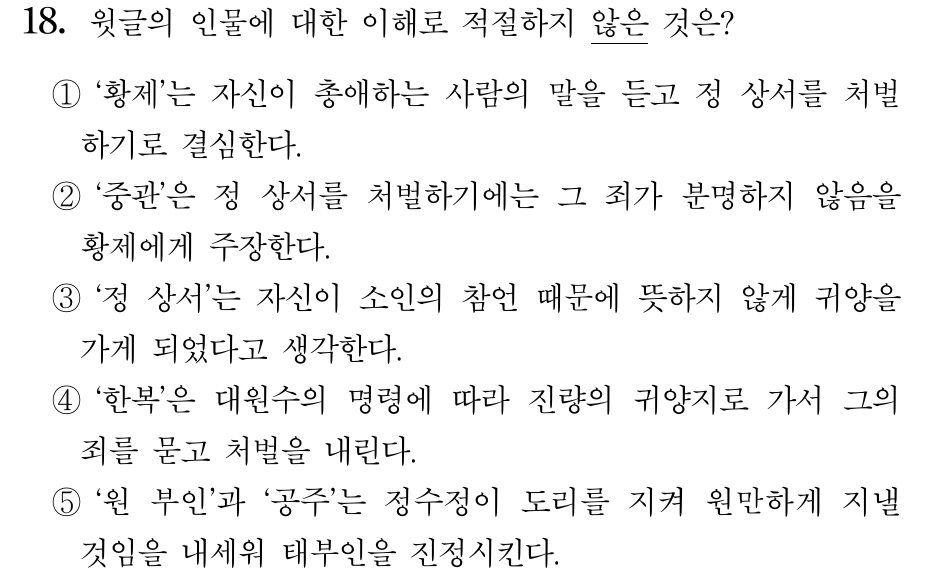 18. 윗글의 인물에 대한 이해로 적절하지 않은 것은?
① ‘황제’는 자신이 총애하는 사람의 말을 듣고 정 상서를 처벌
하기로 결심한다.
② ‘중관’은 정 상서를 처벌하기에는 그 죄가 분명하지 않음을
황제에게 주장한다.
③ ‘정 상서’는 자신이 소인의 참언 때문에 뜻하지 않게 귀양을
가게 되었다고 생각한다.
④ ‘한복’은 대원수의 명령에 따라 진량의 귀양지로 가서 그의
죄를 묻고 처벌을 내린다.
⑤ ‘원 부인’과 ‘공주’는 정수정이 도리를 지켜 원만하게 지낼
것임을 내세워 태부인을 진정시킨다.